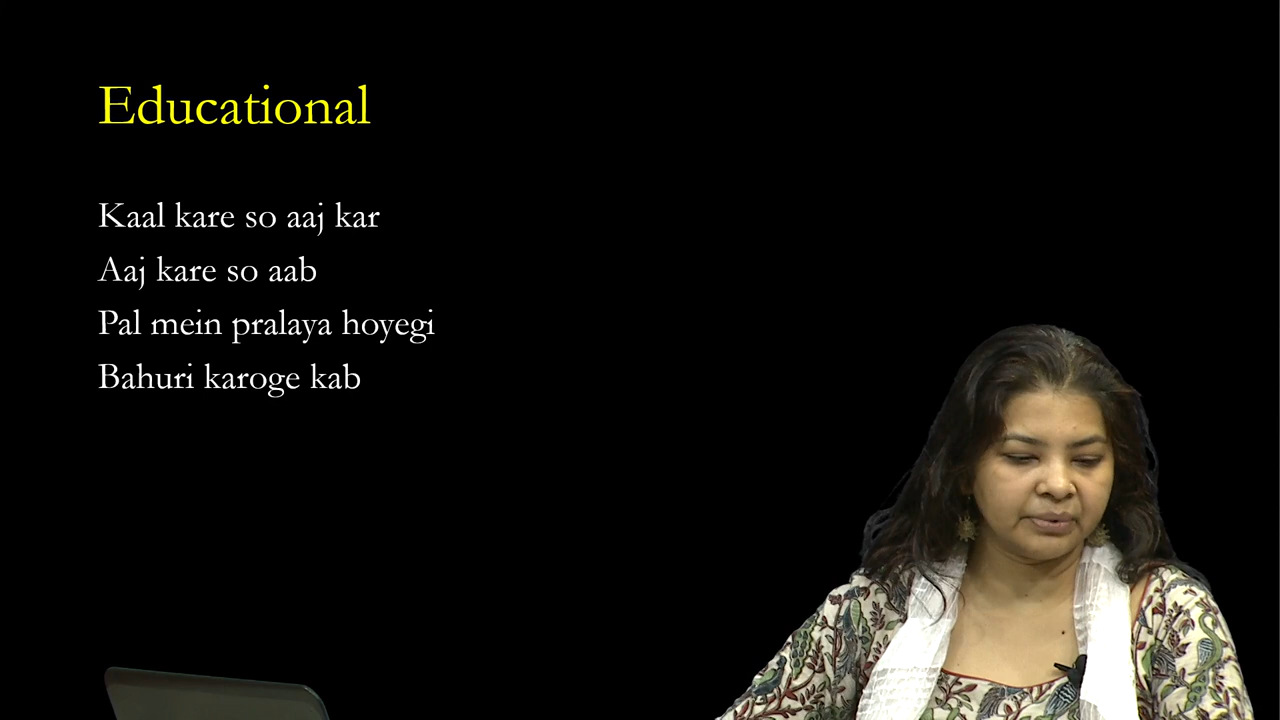 Educational
Kaal kare so aaj kar
Aaj kare so aab
Pal mein pralaya hoyegi
Bahuri karoge kab